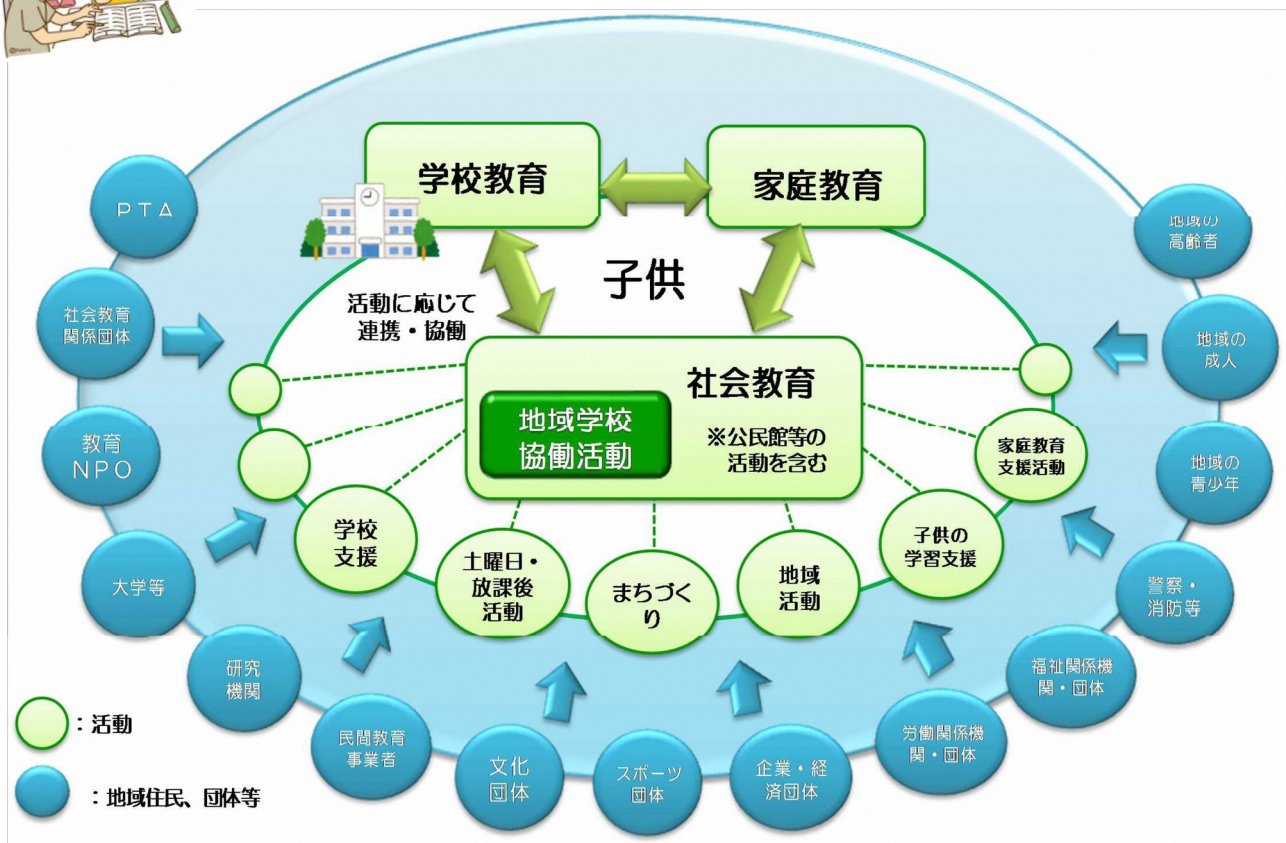 学校教育
家庭教育
PTA
地域の
高齢者
子供
社会教育
関係団体
活動に応じて
連携・協働
地域の
成人
社会教育
地域学校
協働活動
※公民館等の
活動を含む
教育
NPO
家庭教育
支援活動
地域の
青少年
学校
支援
子供の
学習支援
土曜日・
放課後
活動
まちづく
り
地域
活動
大学等
警察・
消防等
研究
機関
福祉関係機
関・団体
:活動
民間教育
事業者
文化
団体
スポーツ
団体
企業・経
済団体
労働関係機
関・団体
:地域住民、団体等